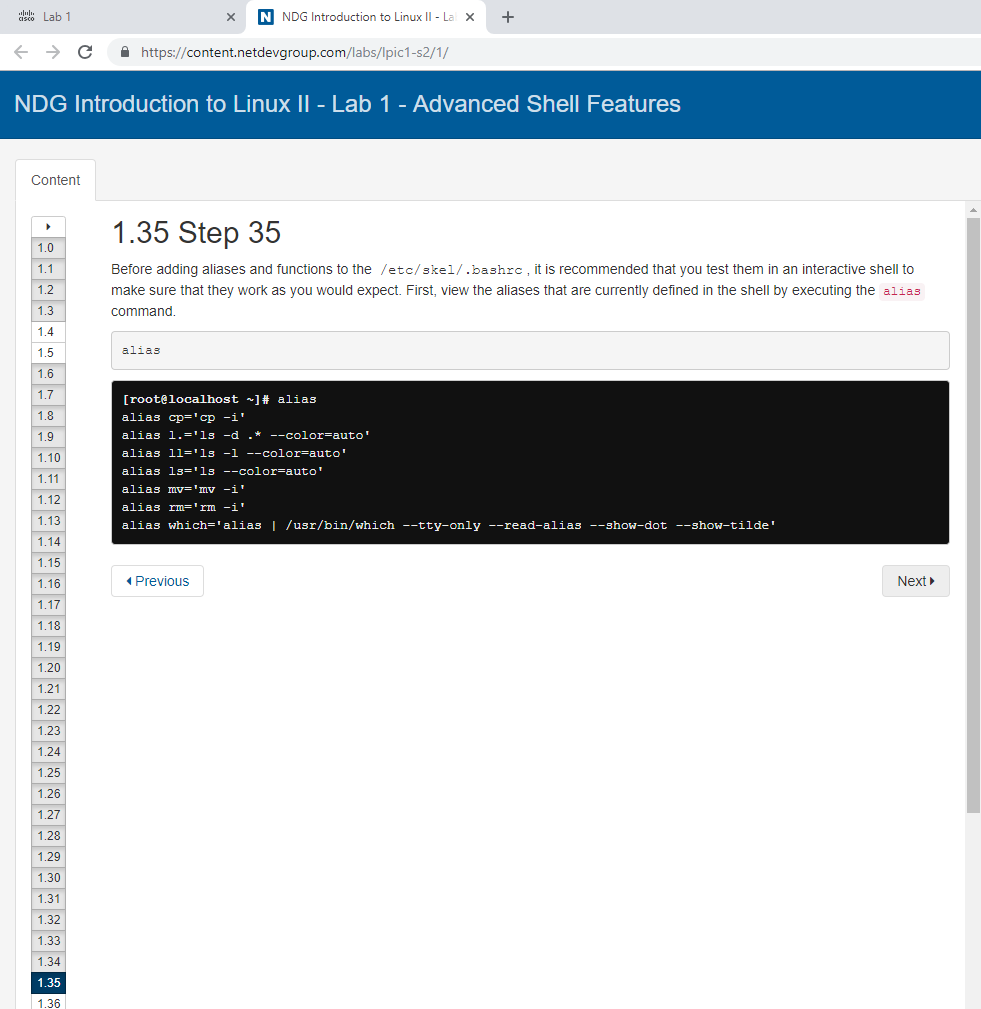 Lab 1
NDG Introduction to Linux II - La
https://content.netdevgroup.com/labs/lpic1-s2/1/
NDG Introduction to Linux II - Lab 1 - Advanced Shell Features
Content
1.0
1.1
1.2
1.3
1.4
1.5
1.6
1.7
1.8
1.9
1.10
1.11
1.12
1.13
1.14
1.15
1.16
1.17
1.18
1.19
1.20
1.21
1.22
1.23
1.24
1.25
1.26
1.27
1.28
1.29
1.30
1.31
1.32
1.33
1.34
1.35
1.36
1.35 Step 35
Before adding aliases and functions to the /etc/skel/.bashrc, it is recommended that you test them in an interactive shell to
make sure that they work as you would expect. First, view the aliases that are currently defined in the shell by executing the alias
command.
alias
[root@localhost ~]# alias
alias cp='cp -i'
alias l.='ls -d .* --color=auto'
alias ll='ls -l --color=auto'
alias ls='ls --color=auto'
alias mv='mv -i'
alias rm='rm -i'
alias which='alias | /usr/bin/which --tty-only --read-alias --show-dot --show-tilde'
Previous
Next